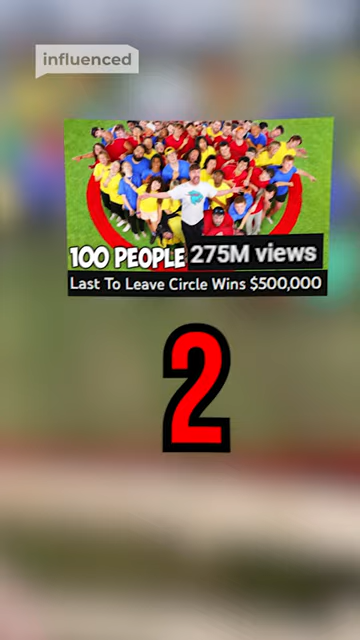 influenced
100 PEOPLE
275M views
Last To Leave Circle Wins $500,000
2